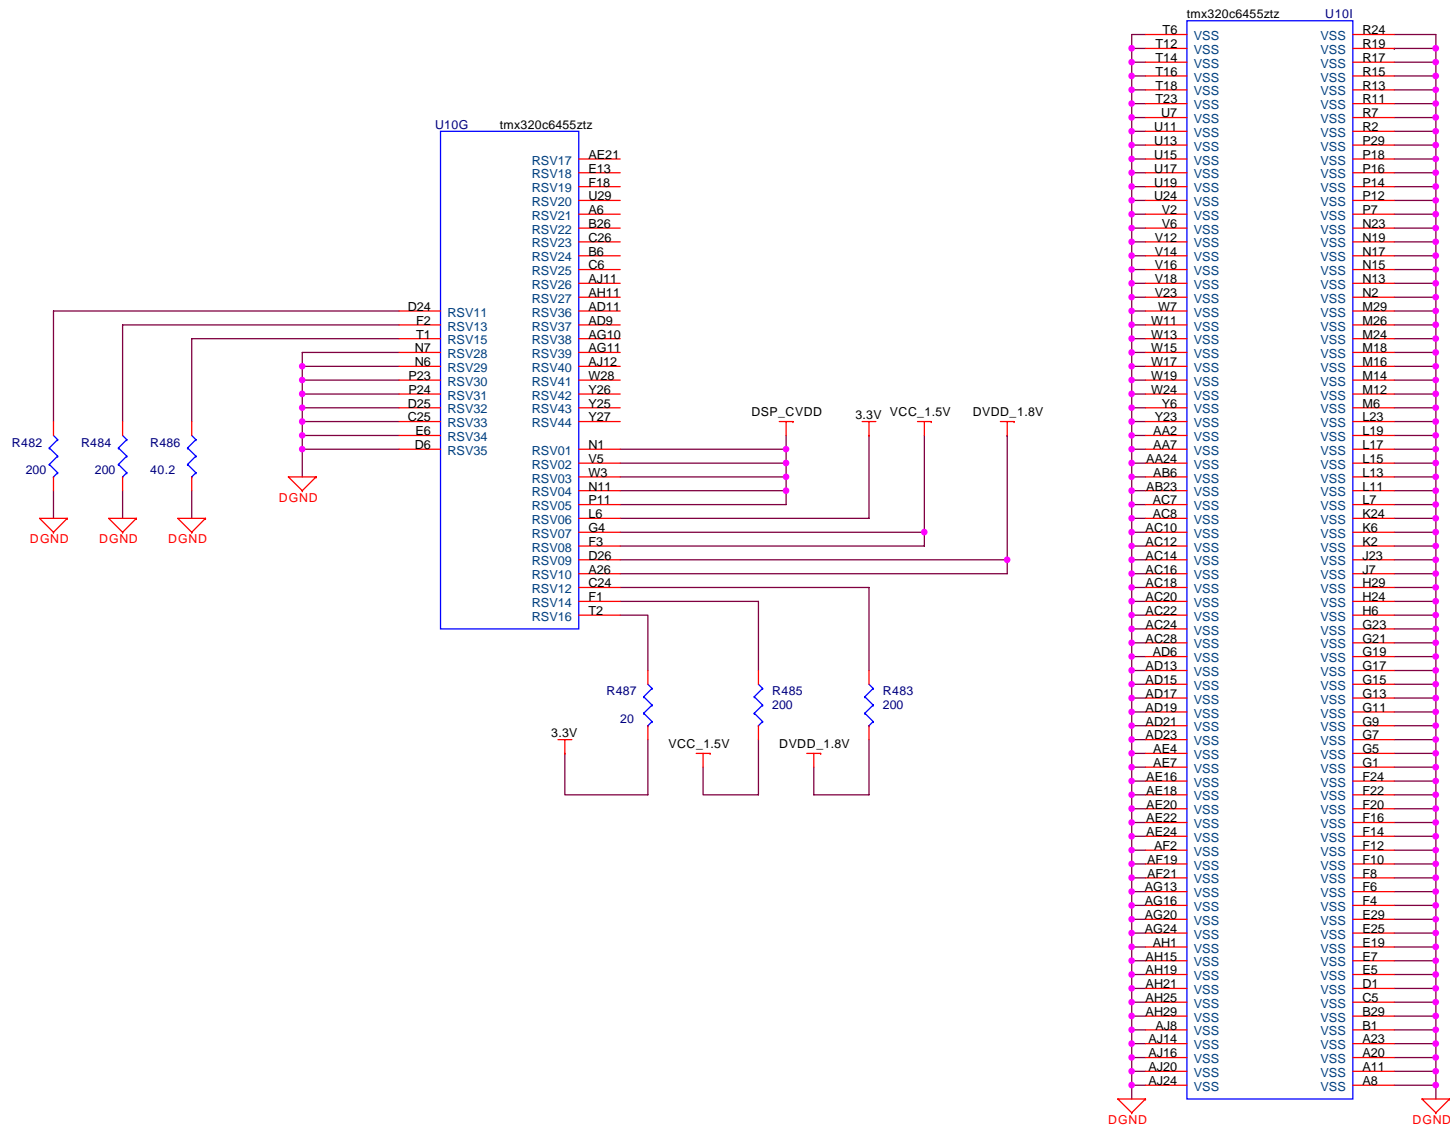 U10G tmx320c6455ztz
RSV17 AE21
RSV18 E13
RSV19 F18
RSV20 U29
RSV21 A6
RSV22 B26
RSV23 C26
RSV24 B6
RSV25 C6
RSV26 AJ11
RSV27 AH11
RSV36 AD11
RSV37 AD9
RSV38 AG10
RSV39 AG11
RSV40 AJ12
RSV41 W28
RSV42 Y26
RSV43 Y25
RSV44 Y27
D24 RSV11
F2 RSV13
T1 RSV15
N7 RSV28
N6 RSV29
P23 RSV30
P24 RSV31
D25 RSV32
C25 RSV33
E6 RSV34
D6 RSV35
RSV01 N1
RSV02 V5
RSV03 W3
RSV04 N11
RSV05 P11
RSV06 L6
RSV07 G4
RSV08 F3
RSV09 D26
RSV10 A26
RSV12 C24
RSV14 F1
RSV16 T2
DSP_CVDD 3.3V VCC_1.5V DVDD_1.8V
R482 R484 R486
200 200 40.2
DGND
DGND DGND DGND
R487 R485 R483
20 200 200
3.3V VCC_1.5V DVDD_1.8V
tmx320c6455ztz U10I
T6 VSS VSS R24
T12 VSS VSS R19
T14 VSS VSS R17
T16 VSS VSS R15
T18 VSS VSS R13
T23 VSS VSS R11
U7 VSS VSS R7
U11 VSS VSS R2
U13 VSS VSS P29
U15 VSS VSS P18
U17 VSS VSS P16
U19 VSS VSS P14
U24 VSS VSS P12
V2 VSS VSS P7
V6 VSS VSS N23
V12 VSS VSS N19
V14 VSS VSS N17
V16 VSS VSS N15
V18 VSS VSS N13
V23 VSS VSS N2
W7 VSS VSS M29
W11 VSS VSS M26
W13 VSS VSS M24
W15 VSS VSS M18
W17 VSS VSS M16
W19 VSS VSS M14
W24 VSS VSS M12
Y6 VSS VSS M6
Y23 VSS VSS L23
AA2 VSS VSS L19
AA7 VSS VSS L17
AA24 VSS VSS L15
AB6 VSS VSS L13
AB23 VSS VSS L11
AC7 VSS VSS L7
AC8 VSS VSS K24
AC10 VSS VSS K6
AC12 VSS VSS K2
AC14 VSS VSS J23
AC16 VSS VSS J7
AC18 VSS VSS H29
AC20 VSS VSS H24
AC22 VSS VSS H6
AC24 VSS VSS G23
AC28 VSS VSS G21
AD6 VSS VSS G19
AD13 VSS VSS G17
AD15 VSS VSS G15
AD17 VSS VSS G13
AD19 VSS VSS G11
AD21 VSS VSS G9
AD23 VSS VSS G7
AE4 VSS VSS G5
AE7 VSS VSS G1
AE16 VSS VSS F24
AE18 VSS VSS F22
AE20 VSS VSS F20
AE22 VSS VSS F16
AE24 VSS VSS F14
AF2 VSS VSS F12
AF19 VSS VSS F10
AF21 VSS VSS F8
AG13 VSS VSS F6
AG16 VSS VSS F4
AG20 VSS VSS E29
AG24 VSS VSS E25
AH1 VSS VSS E19
AH15 VSS VSS E7
AH19 VSS VSS E5
AH21 VSS VSS D1
AH25 VSS VSS C5
AH29 VSS VSS B29
AJ8 VSS VSS B1
AJ14 VSS VSS A23
AJ16 VSS VSS A20
AJ20 VSS VSS A11
AJ24 VSS VSS A8
DGND DGND